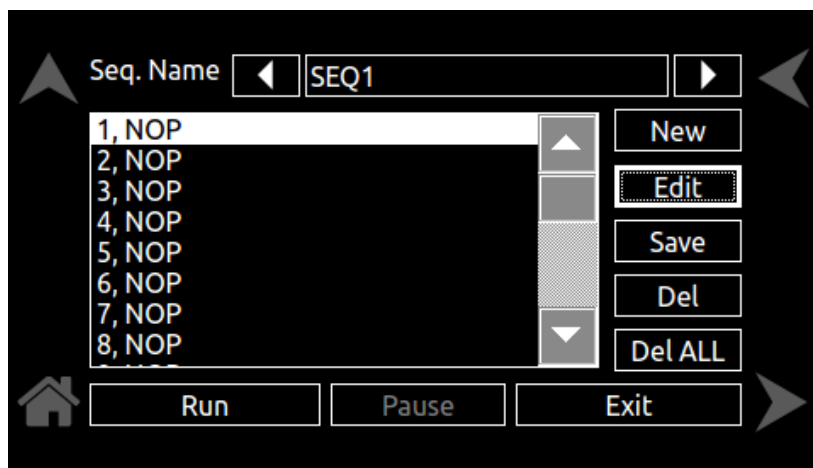 Seq. Name SEQ1
1, NOP
New
2, NOP
3, NOP
Edit
4, NOP
5, NOP
Save
6, NOP
Del
7, NOP
8, NOP
Del ALL
Run
Pause
Exit